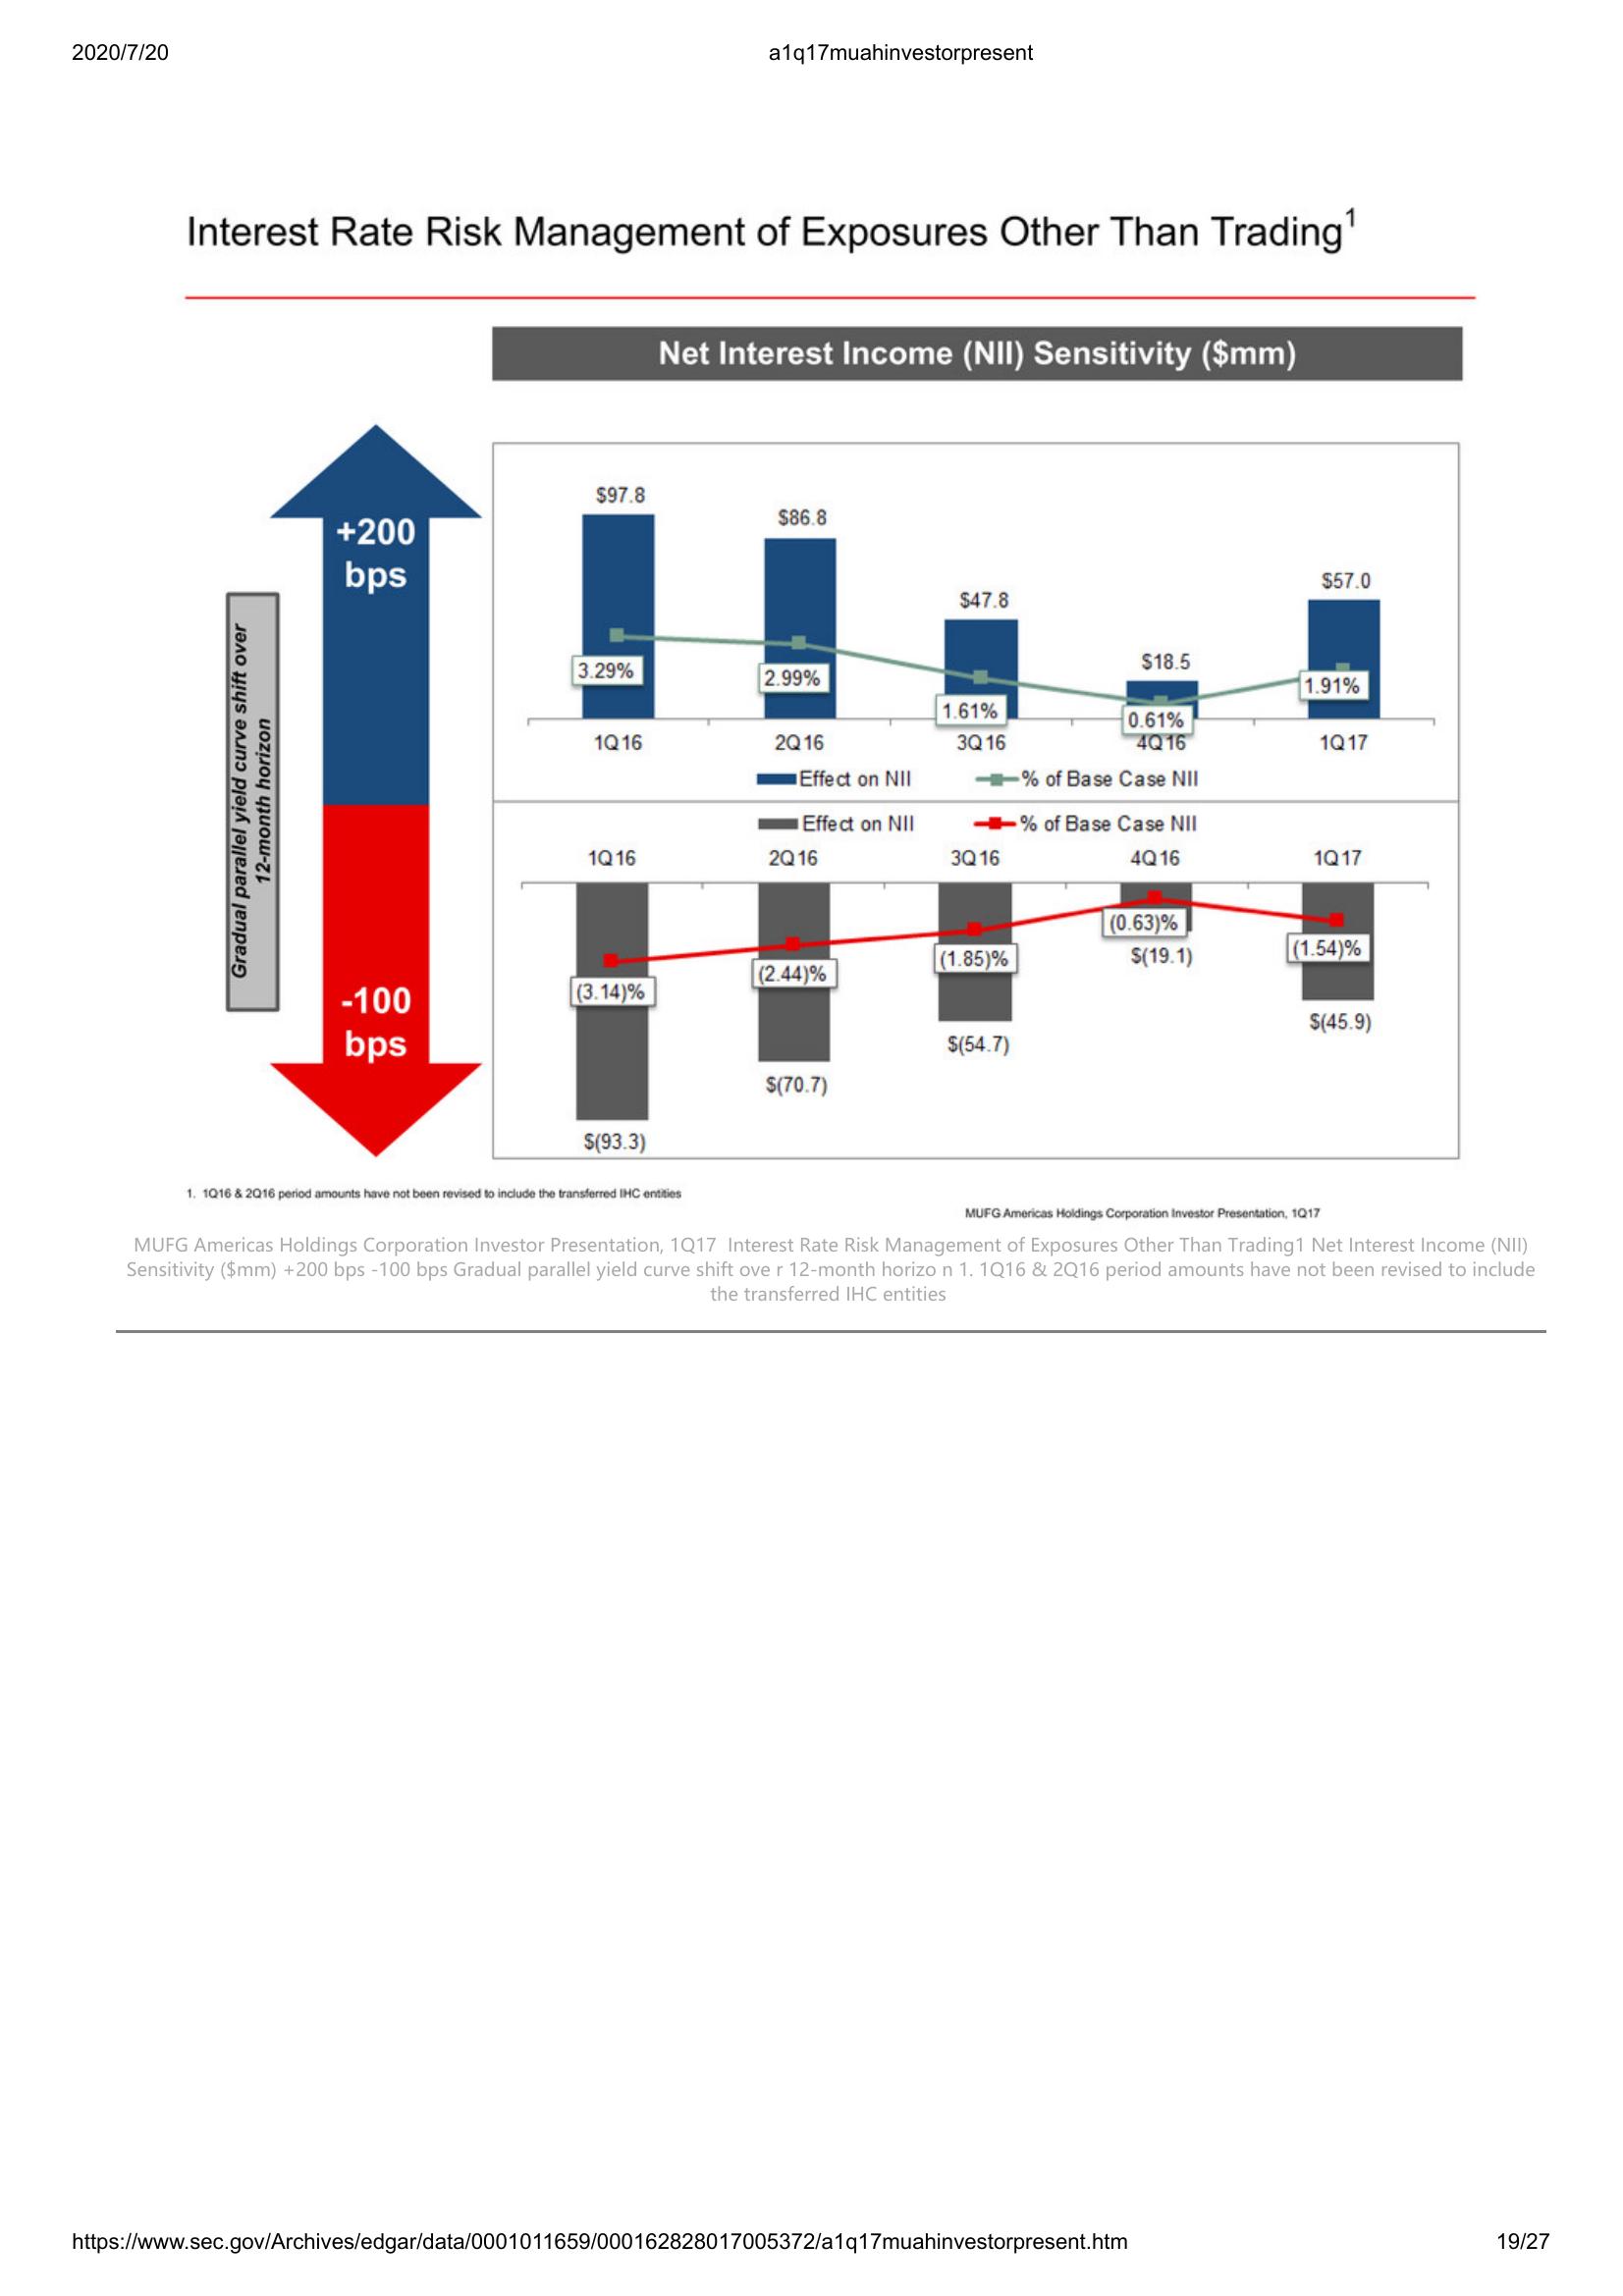 2020/7/20
a1q17muahinvestorpresent
Interest Rate Risk Management of Exposures Other Than Trading1
Net Interest Income (NII) Sensitivity ($mm)
+200
bps
-100
bps
Gradual parallel yield curve shift over
12-month horizon
$97.8
$86.8
$47.8
$18.5
$57.0
3.29%
2.99%
1.61%
0.61%
1.91%
1Q16
2Q16
3Q16
4Q16
1Q17
Effect on NII
% of Base Case NII
Effect on NII
% of Base Case NII
1Q16
2Q16
3Q16
4Q16
1Q17
(3.14)%
(2.44)%
(1.85)%
(0.63)%
(1.54)%
$(93.3)
$(70.7)
$(54.7)
$(19.1)
$(45.9)
1. 1Q16 & 2Q16 period amounts have not been revised to include the transferred IHC entities
MUFG Americas Holdings Corporation Investor Presentation, 1Q17
MUFG Americas Holdings Corporation Investor Presentation, 1Q17 Interest Rate Risk Management of Exposures Other Than Trading1 Net Interest Income (NII)
Sensitivity ($mm) +200 bps -100 bps Gradual parallel yield curve shift ove r 12-month horizo n 1. 1Q16 & 2Q16 period amounts have not been revised to include
the transferred IHC entities
https://www.sec.gov/Archives/edgar/data/0001011659/000162828017005372/a1q17muahinvestorpresent.htm
19/27